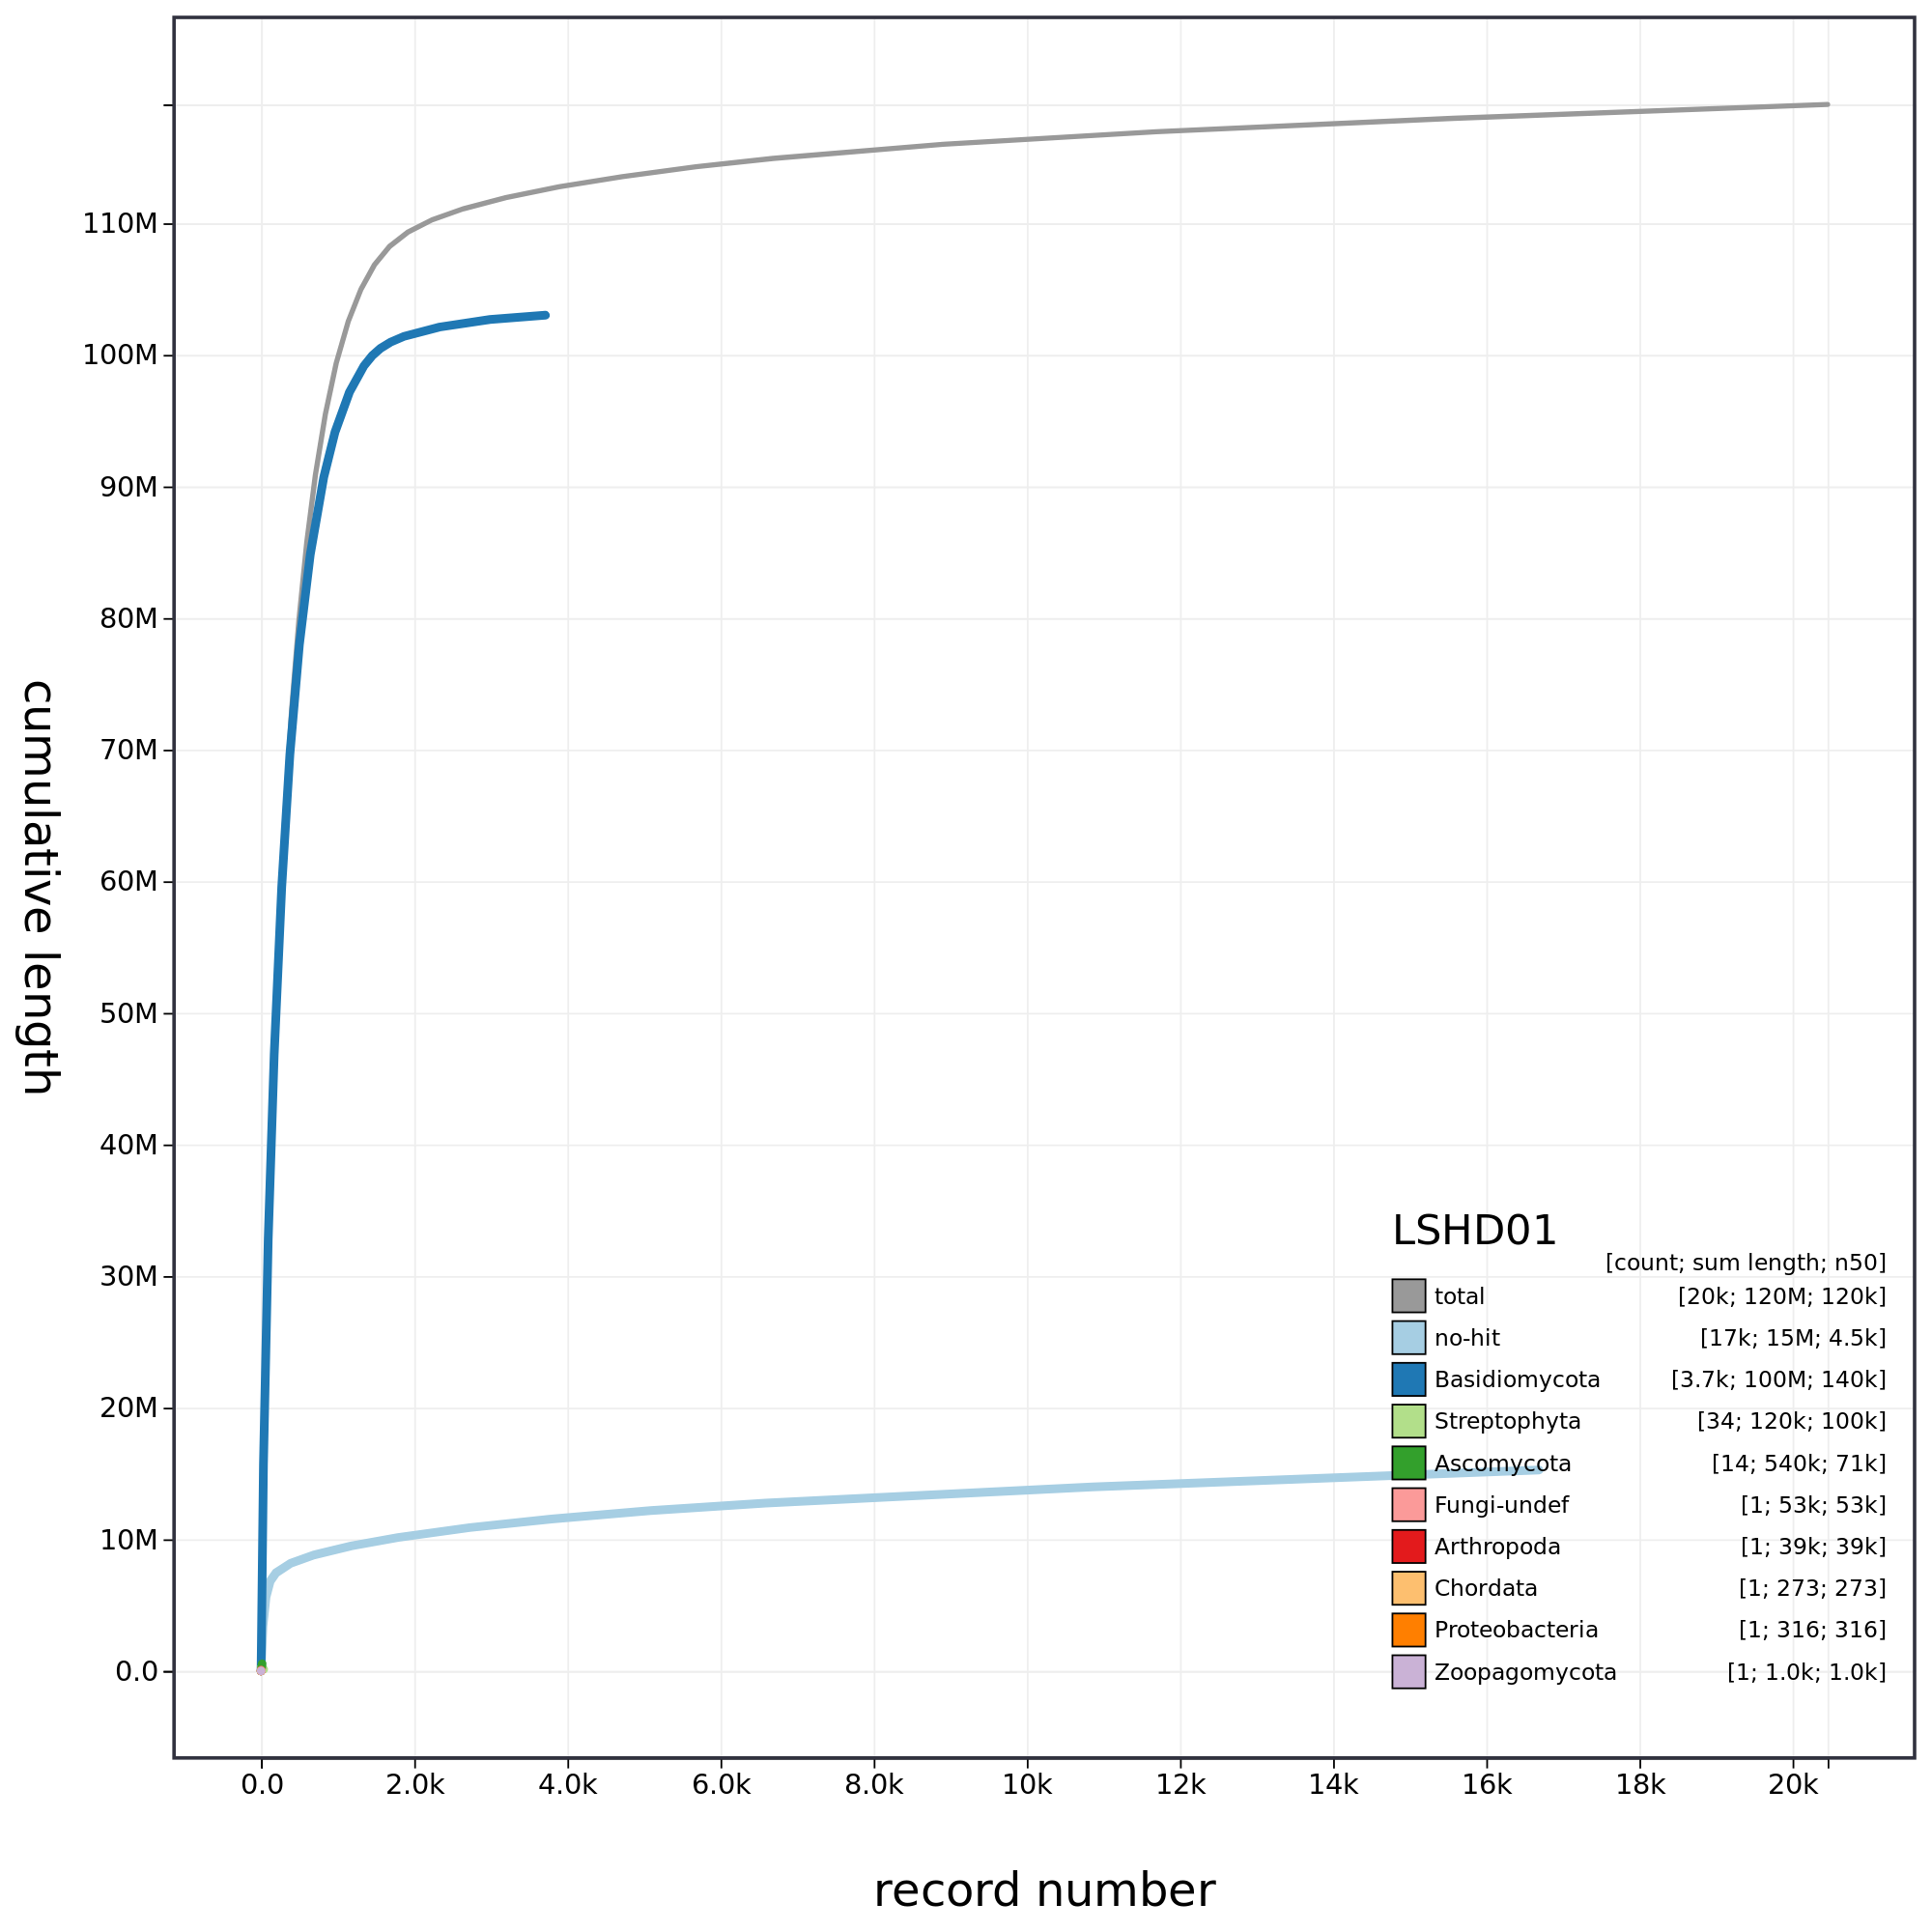 110M
100M
90M
80M
70M
60M
50M
40M
30M
20M
10M
0.0
cumulative length
LSHD01
[count; sum length; n50]
total [20k; 120M; 120k]
no-hit [17k; 15M; 4.5k]
Basidiomycota [3.7k; 100M; 140k]
Streptophyta [34; 120k; 100k]
Ascomycota [14; 540k; 71k]
Fungi-undef [1; 53k; 53k]
Arthropoda [1; 39k; 39k]
Chordata [1; 273; 273]
Proteobacteria [1; 316; 316]
Zoopagomycota [1; 1.0k; 1.0k]
0.0 2.0k 4.0k 6.0k 8.0k 10k 12k 14k 16k 18k 20k
record number